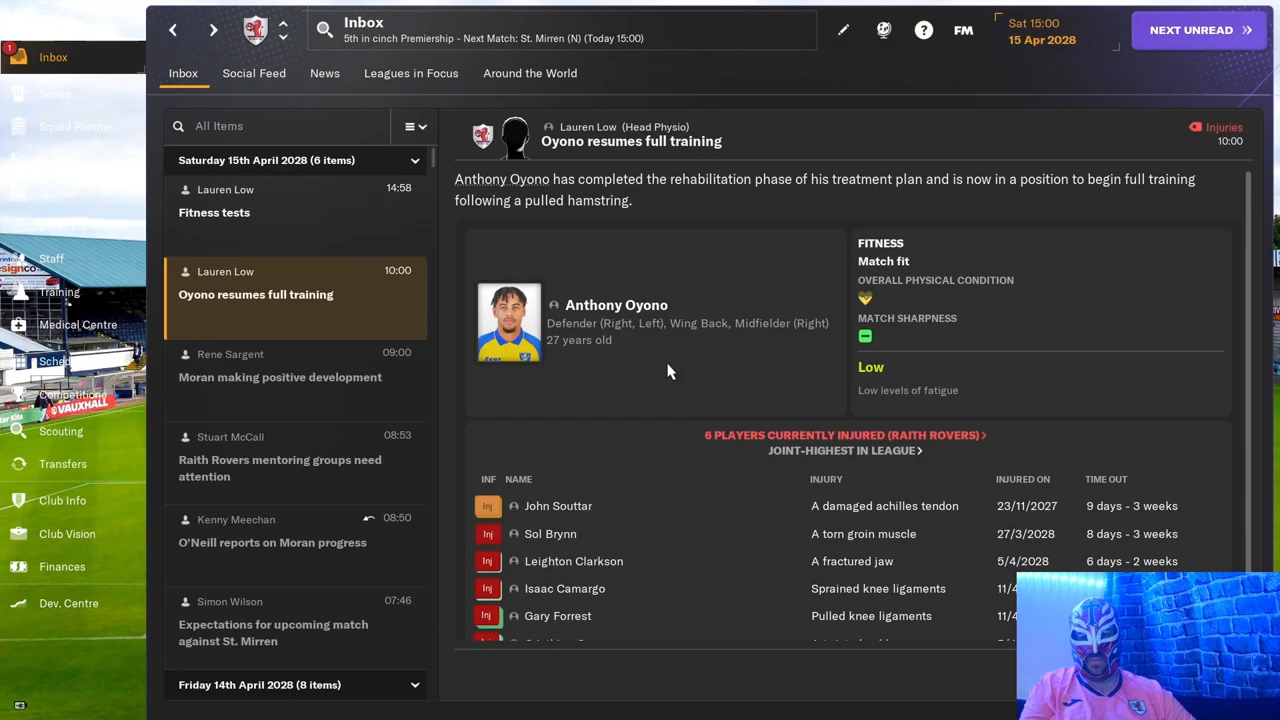 Inbox
5th in cinch Premiership - Next Match: St. Mirren (N) (Today 15:00)
FM
Sat 15:00
15 Apr 2028
NEXT UNREAD
1
Inbox
Squad
Squad Planner
Staff
Training
Medical Centre
Sched
Competitions
Scouting
Transfers
Club Info
Club Vision
Finances
Dev. Centre
VAUXHALL
Inbox
Social Feed
News
Leagues in Focus
Around the World
All Items
Saturday 15th April 2028 (6 items)
Lauren Low
14:58
Fitness tests
Lauren Low
10:00
Oyono resumes full training
Rene Sargent
09:00
Moran making positive development
Stuart McCall
08:53
Raith Rovers mentoring groups need
attention
Kenny Meechan
08:50
O'Neill reports on Moran progress
Simon Wilson
07:46
Expectations for upcoming match
against St. Mirren
Friday 14th April 2028 (8 items)
Lauren Low (Head Physio)
Oyono resumes full training
Injuries
10:00
Anthony Oyono has completed the rehabilitation phase of his treatment plan and is now in a position to begin full training
following a pulled hamstring.
Anthony Oyono
Defender (Right, Left), Wing Back, Midfielder (Right)
27 years old
FITNESS
Match fit
OVERALL PHYSICAL CONDITION
MATCH SHARPNESS
Low
Low levels of fatigue
6 PLAYERS CURRENTLY INJURED (RAITH ROVERS)
JOINT-HIGHEST IN LEAGUE
INF NAME INJURY INJURED ON TIME OUT
Inj John Souttar A damaged achilles tendon 23/11/2027 9 days - 3 weeks
Inj Sol Brynn A torn groin muscle 27/3/2028 8 days - 3 weeks
Inj Leighton Clarkson A fractured jaw 5/4/2028 6 days - 2 weeks
Inj Isaac Camargo Sprained knee ligaments 11/4
Inj Gary Forrest Pulled knee ligaments 11/4